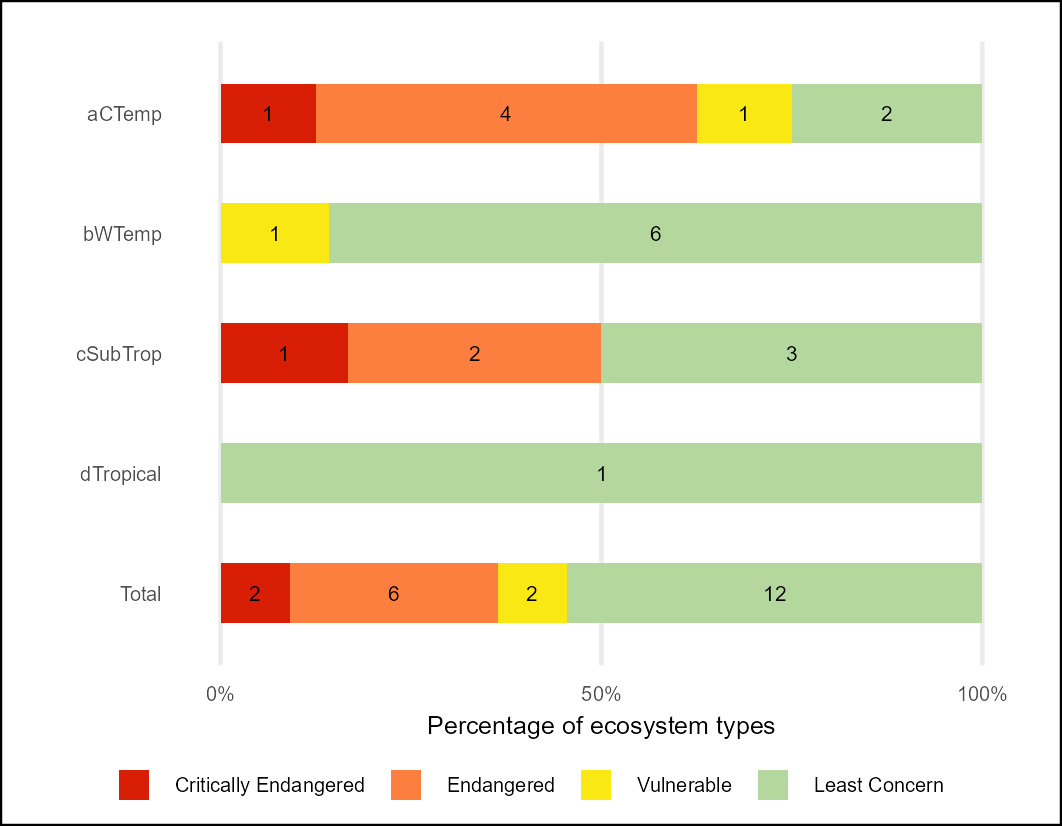 aCTemp 1 4 1 2
bWTemp 1 6
cSubTrop 1 2 3
dTropical 1
Total 2 6 2 12
0% 50% 100%
Percentage of ecosystem types
Critically Endangered Endangered Vulnerable Least Concern